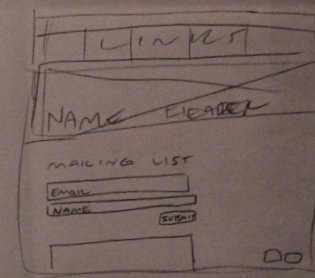 LINKS
NAME HEADER
MAILING LIST
EMAIL
NAME
SUBMIT